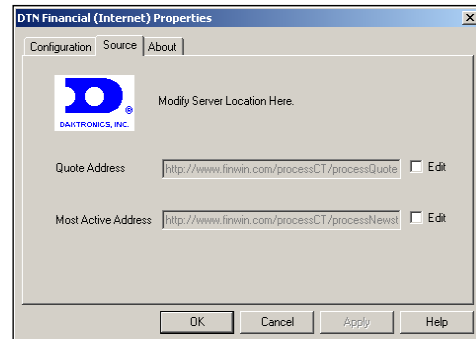 DTN Financial (Internet) Properties
Configuration Source About
DAKTRONICS, INC.
Modify Server Location Here.
Quote Address http://www.finwin.com/processCT/processQuote Edit
Most Active Address http://www.finwin.com/processCT/processNewst Edit
OK Cancel Apply Help